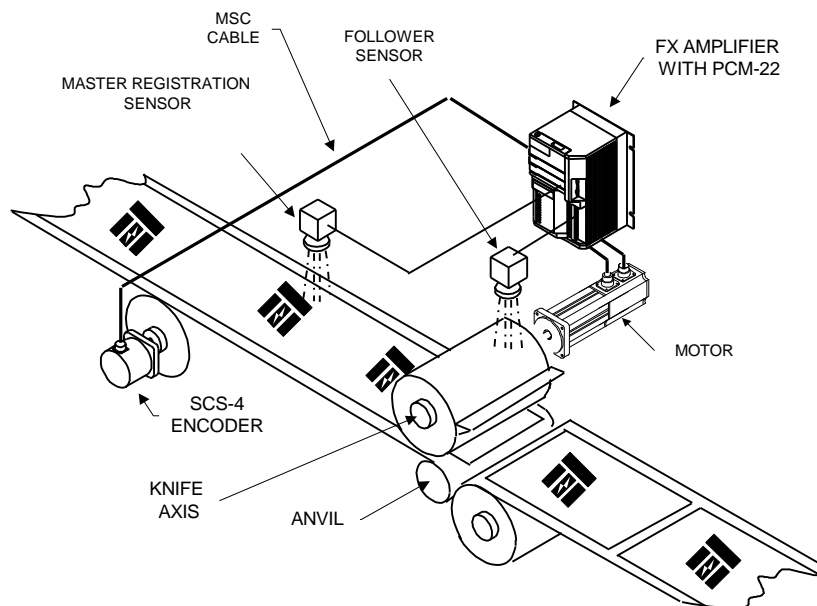 MSC
CABLE
FOLLOWER
SENSOR
FX AMPLIFIER
WITH PCM-22
MASTER REGISTRATION
SENSOR
MOTOR
SCS-4
ENCODER
KNIFE
AXIS
ANVIL